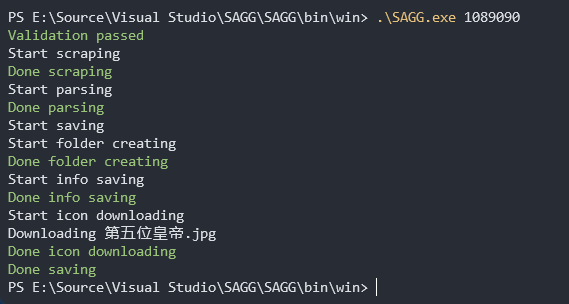 PS E:\Source\Visual Studio\SAGG\SAGG\bin\win> .\SAGG.exe 1089090
Validation passed
Start scraping
Done scraping
Start parsing
Done parsing
Start saving
Start folder creating
Done folder creating
Start info saving
Done info saving
Start icon downloading
Downloading 第五位皇帝.jpg
Done icon downloading
Done saving
PS E:\Source\Visual Studio\SAGG\SAGG\bin\win>